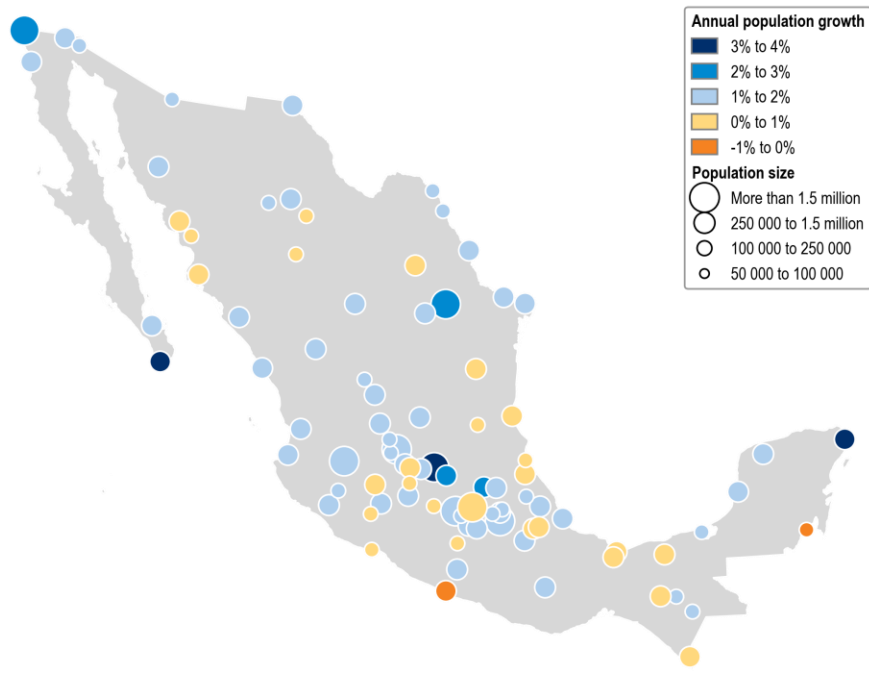 Annual population growth
3% to 4%
2% to 3%
1% to 2%
0% to 1%
-1% to 0%
Population size
More than 1.5 million
250 000 to 1.5 million
100 000 to 250 000
50 000 to 100 000